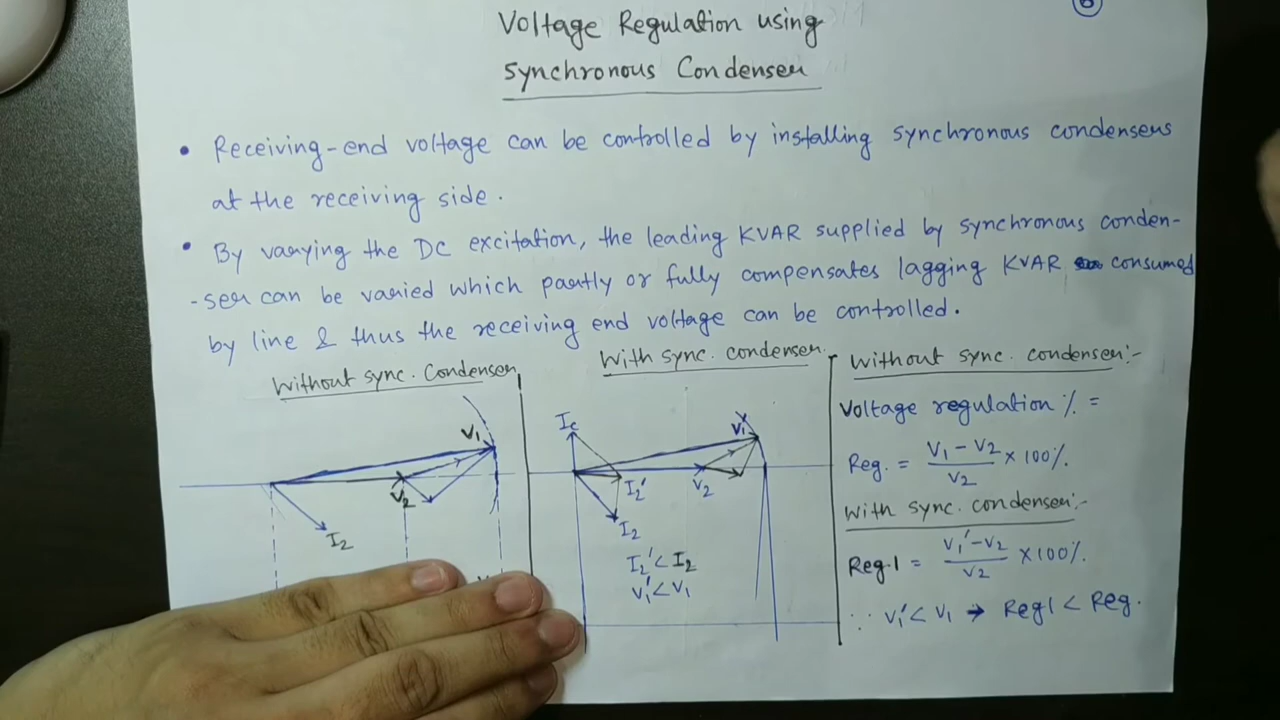 6
Voltage Regulation using
Synchronous Condenser
• Receiving-end voltage can be controlled by installing synchronous condensers
at the receiving side.
• By varying the DC excitation, the leading KVAR supplied by synchronous conden-
-ser can be varied which partly or fully compensates lagging KVAR consumed
by line & thus the receiving end voltage can be controlled.
Without sync. Condenser
V1
V2
I2
With sync. condenser
Ic
V1'
I2'
V2
I2
I2' < I2
V1' < V1
Without sync. condenser:-
Voltage regulation % =
Reg. = V1 - V2 / V2 × 100%.
With sync. condenser:-
Reg.1 = V1' - V2 / V2 × 100%.
∵ V1' < V1 → Reg1 < Reg.